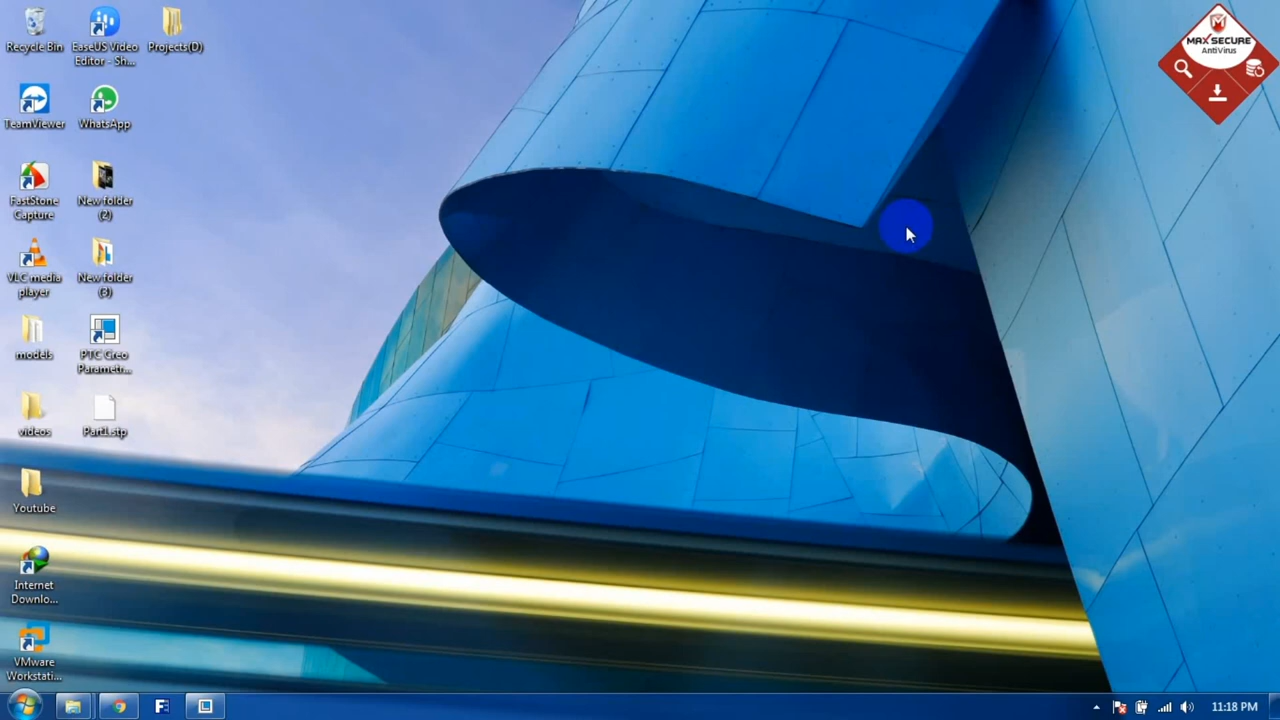 Recycle Bin
EaseUS Video
Editor - Sh...
Projects(D)
TeamViewer
WhatsApp
FastStone
Capture
New folder
(2)
VLC media
player
New folder
(3)
models
PTC Creo
Parametr...
videos
Part1.stp
Youtube
Internet
Downlo...
VMware
Workstati...
MAX SECURE
AntiVirus
F
11:18 PM